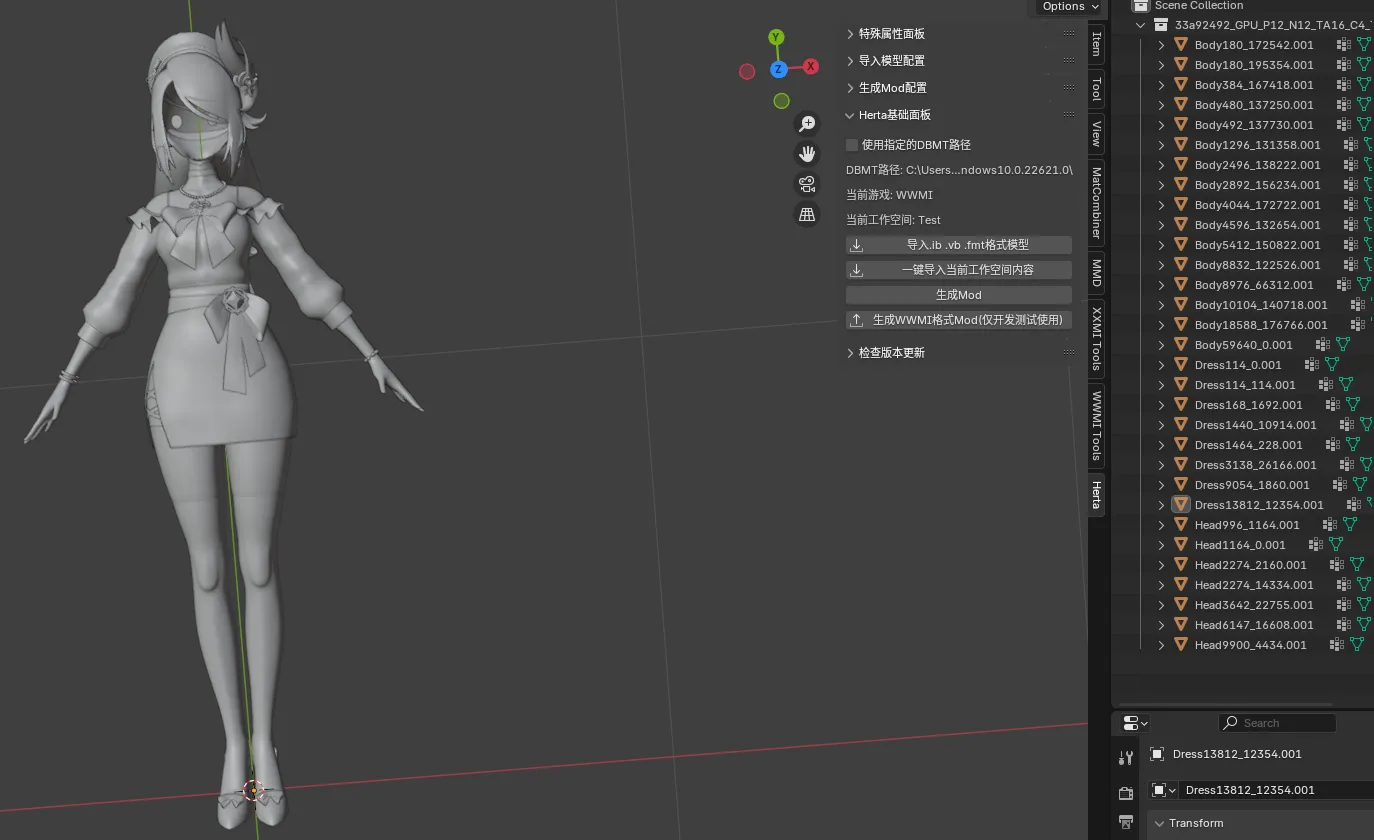 Options
Y
X
Z
特殊属性面板
导入模型配置
生成Mod配置
Herta基础面板
使用指定的DBMT路径
DBMT路径: C:\Users...ndows10.0.22621.0\
当前游戏: WWMI
当前工作空间: Test
导入.ib .vb .fmt格式模型
一键导入当前工作空间内容
生成Mod
生成WWMI格式Mod(仅开发测试使用)
检查版本更新
Item
Tool
View
MatCombiner
MMD
XXMI Tools
WWMI Tools
Herta
Scene Collection
33a92492_GPU_P12_N12_TA16_C4_
Body180_172542.001
Body180_195354.001
Body384_167418.001
Body480_137250.001
Body492_137730.001
Body1296_131358.001
Body2496_138222.001
Body2892_156234.001
Body4044_172722.001
Body4596_132654.001
Body5412_150822.001
Body8832_122526.001
Body8976_66312.001
Body10104_140718.001
Body18588_176766.001
Body59640_0.001
Dress114_0.001
Dress114_114.001
Dress168_1692.001
Dress1440_10914.001
Dress1464_228.001
Dress3138_26166.001
Dress9054_1860.001
Dress13812_12354.001
Head996_1164.001
Head1164_0.001
Head2274_2160.001
Head2274_14334.001
Head3642_22755.001
Head6147_16608.001
Head9900_4434.001
Search
Dress13812_12354.001
Dress13812_12354.001
Transform